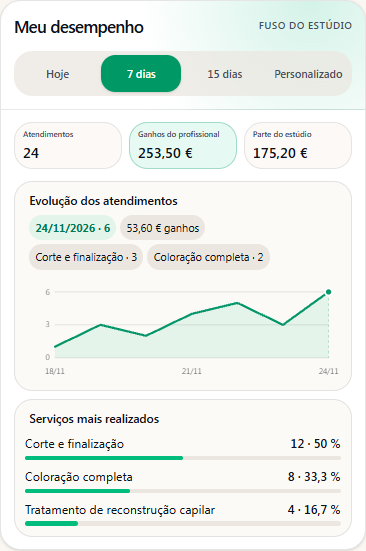 Meu desempenho
FUSO DO ESTÚDIO
Hoje
7 dias
15 dias
Personalizado
Atendimentos
24
Ganhos do profissional
253,50 €
Parte do estúdio
175,20 €
Evolução dos atendimentos
24/11/2026 · 6
53,60 € ganhos
Corte e finalização · 3
Coloração completa · 2
6
3
0
18/11
21/11
24/11
Serviços mais realizados
Corte e finalização
12 · 50 %
Coloração completa
8 · 33,3 %
Tratamento de reconstrução capilar
4 · 16,7 %